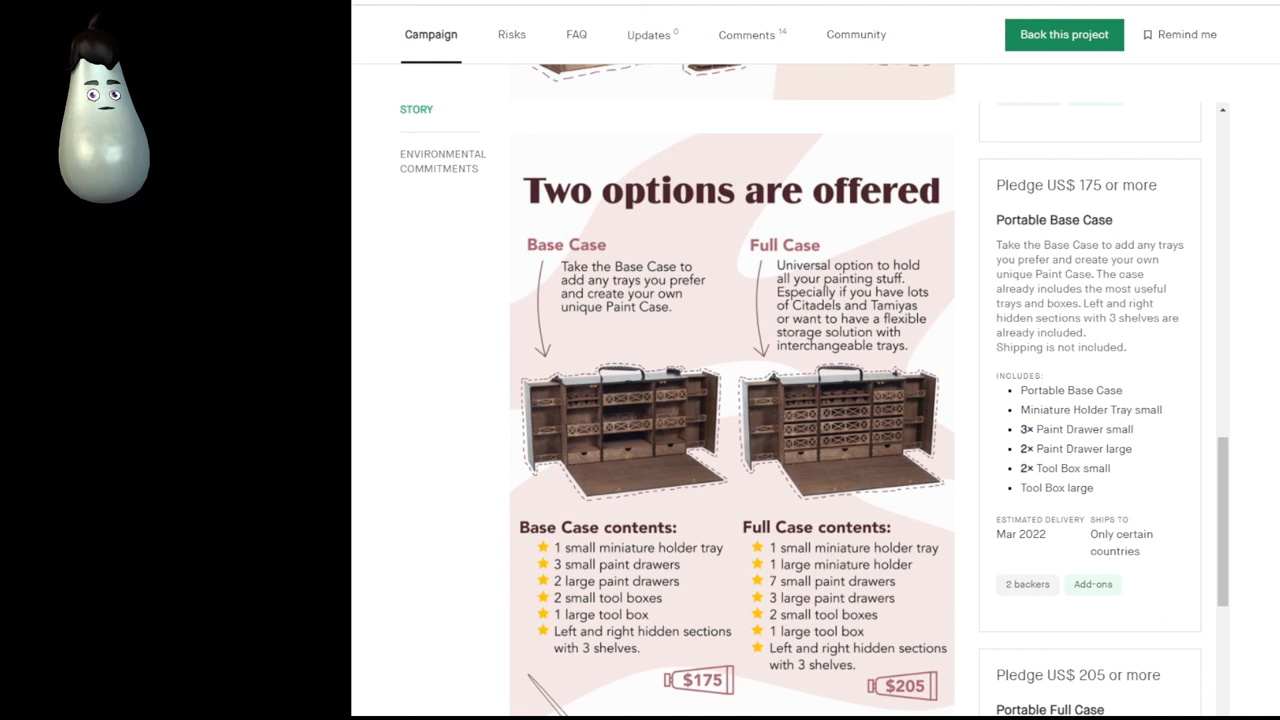 Campaign
Risks
FAQ
Updates 0
Comments 14
Community
Back this project
Remind me
STORY
ENVIRONMENTAL
COMMITMENTS
Two options are offered
Base Case
Take the Base Case to
add any trays you prefer
and create your own
unique Paint Case.
Full Case
Universal option to hold
all your painting stuff.
Especially if you have lots
of Citadels and Tamiyas
or want to have a flexible
storage solution with
interchangeable trays.
Base Case contents:
1 small miniature holder tray
3 small paint drawers
2 large paint drawers
2 small tool boxes
1 large tool box
Left and right hidden sections
with 3 shelves.
$175
Full Case contents:
1 small miniature holder tray
1 large miniature holder
7 small paint drawers
3 large paint drawers
2 small tool boxes
1 large tool box
Left and right hidden sections
with 3 shelves.
$205
Pledge US$ 175 or more
Portable Base Case
Take the Base Case to add any trays
you prefer and create your own
unique Paint Case. The case
already includes the most useful
trays and boxes. Left and right
hidden sections with 3 shelves are
already included.
Shipping is not included.
INCLUDES:
Portable Base Case
Miniature Holder Tray small
3× Paint Drawer small
2× Paint Drawer large
2× Tool Box small
Tool Box large
ESTIMATED DELIVERY
Mar 2022
SHIPS TO
Only certain
countries
2 backers
Add-ons
Pledge US$ 205 or more
Portable Full Case